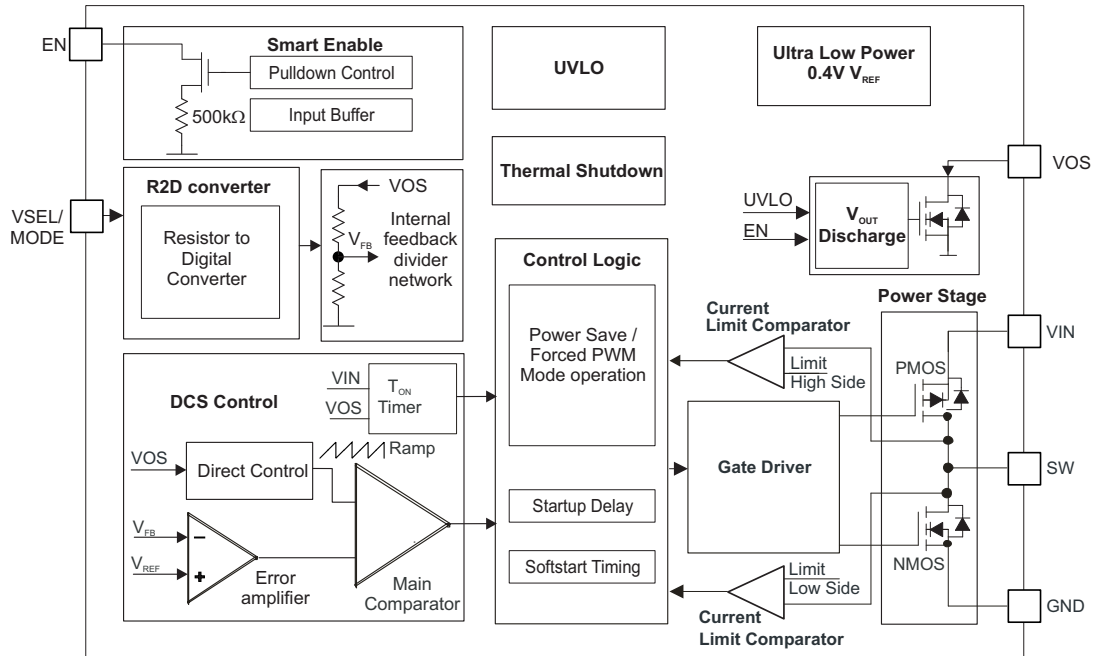 EN
Smart Enable
Pulldown Control
Input Buffer
500kΩ
UVLO
Ultra Low Power
0.4V VREF
Thermal Shutdown
VOS
VSEL/
MODE
R2D converter
Resistor to
Digital
Converter
VOS
VFB
Internal
feedback
divider
network
UVLO
EN
VOUT
Discharge
Control Logic
Power Save /
Forced PWM
Mode operation
Startup Delay
Softstart Timing
Current
Limit Comparator
Limit
High Side
Power Stage
PMOS
VIN
DCS Control
VIN
VOS
TON
Timer
Ramp
VOS
Direct Control
VFB
VREF
−
+
Error
amplifier
Main
Comparator
Gate Driver
SW
NMOS
Limit
Low Side
Current
Limit Comparator
GND